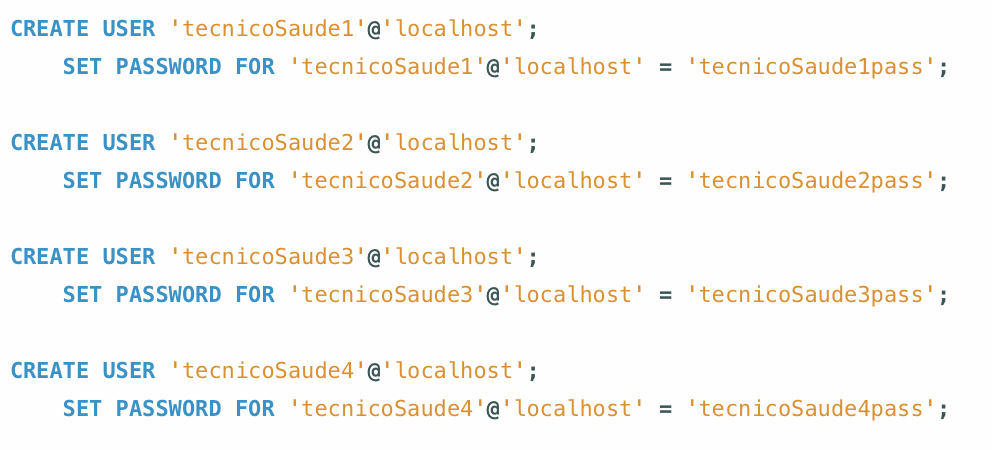 CREATE USER 'tecnicoSaude1'@'localhost';
SET PASSWORD FOR 'tecnicoSaude1'@'localhost' = 'tecnicoSaude1pass';
CREATE USER 'tecnicoSaude2'@'localhost';
SET PASSWORD FOR 'tecnicoSaude2'@'localhost' = 'tecnicoSaude2pass';
CREATE USER 'tecnicoSaude3'@'localhost';
SET PASSWORD FOR 'tecnicoSaude3'@'localhost' = 'tecnicoSaude3pass';
CREATE USER 'tecnicoSaude4'@'localhost';
SET PASSWORD FOR 'tecnicoSaude4'@'localhost' = 'tecnicoSaude4pass';